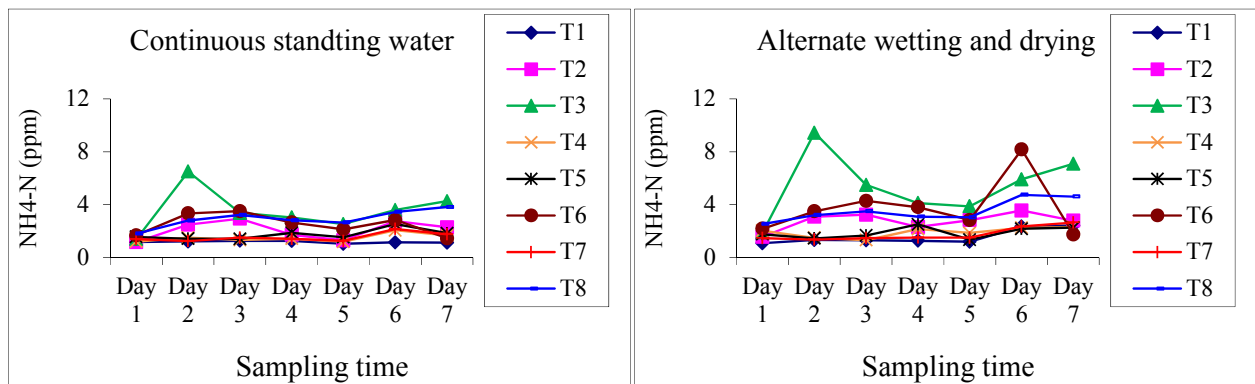 Continuous standting water
T1
T2
T3
T4
T5
T6
T7
T8
12
8
4
0
NH4-N (ppm)
Day Day Day Day Day Day Day
1 2 3 4 5 6 7
Sampling time
Alternate wetting and drying
T1
T2
T3
T4
T5
T6
T7
T8
12
8
4
0
NH4-N (ppm)
Day Day Day Day Day Day Day
1 2 3 4 5 6 7
Sampling time